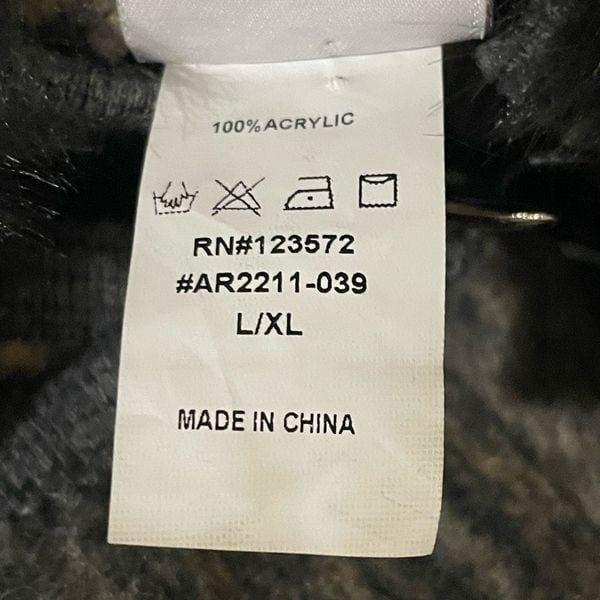 100% ACRYLIC
RN#123572
#AR2211-039
L/XL
MADE IN CHINA